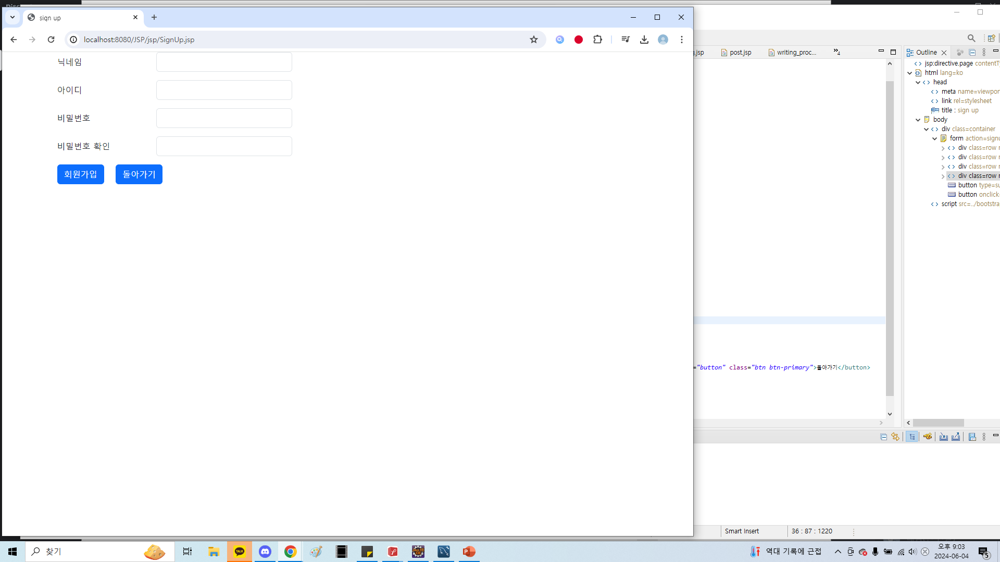 sign up
localhost:8080/JSP/jsp/SignUp.jsp
닉네임
아이디
비밀번호
비밀번호 확인
회원가입 돌아가기
.jsp post.jsp writing_proc... 4
Outline
jsp:directive.page contentTy
html lang=ko
head
meta name=viewpor
link rel=stylesheet
title : sign up
body
div class=container
form action=signu
div class=row r
div class=row r
div class=row r
div class=row r
button type=su
button onclick=
script src=../bootstra
="button" class="btn btn-primary">돌아가기</button>
Smart Insert 36 : 87 : 1220
찾기
TALK
역대 기록에 근접
오후 9:03
2024-06-04
5